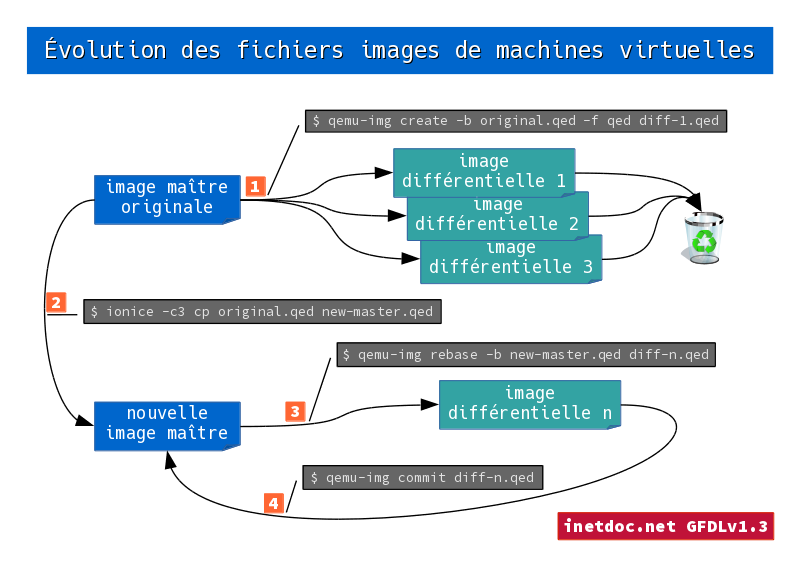 Évolution des fichiers images de machines virtuelles
$ qemu-img create -b original.qed -f qed diff-1.qed
1
image maître
originale
image
différentielle 1
image
différentielle 2
image
différentielle 3
2
$ ionice -c3 cp original.qed new-master.qed
$ qemu-img rebase -b new-master.qed diff-n.qed
3
nouvelle
image maître
image
différentielle n
$ qemu-img commit diff-n.qed
4
inetdoc.net GFDLv1.3